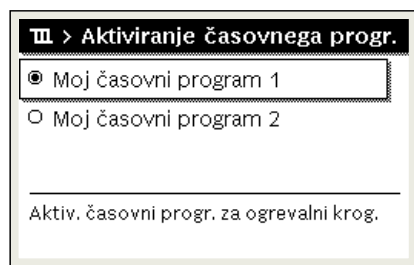 > Aktiviranje časovnega progr.
Moj časovni program 1
Moj časovni program 2
Aktiv. časovni progr. za ogrevalni krog.